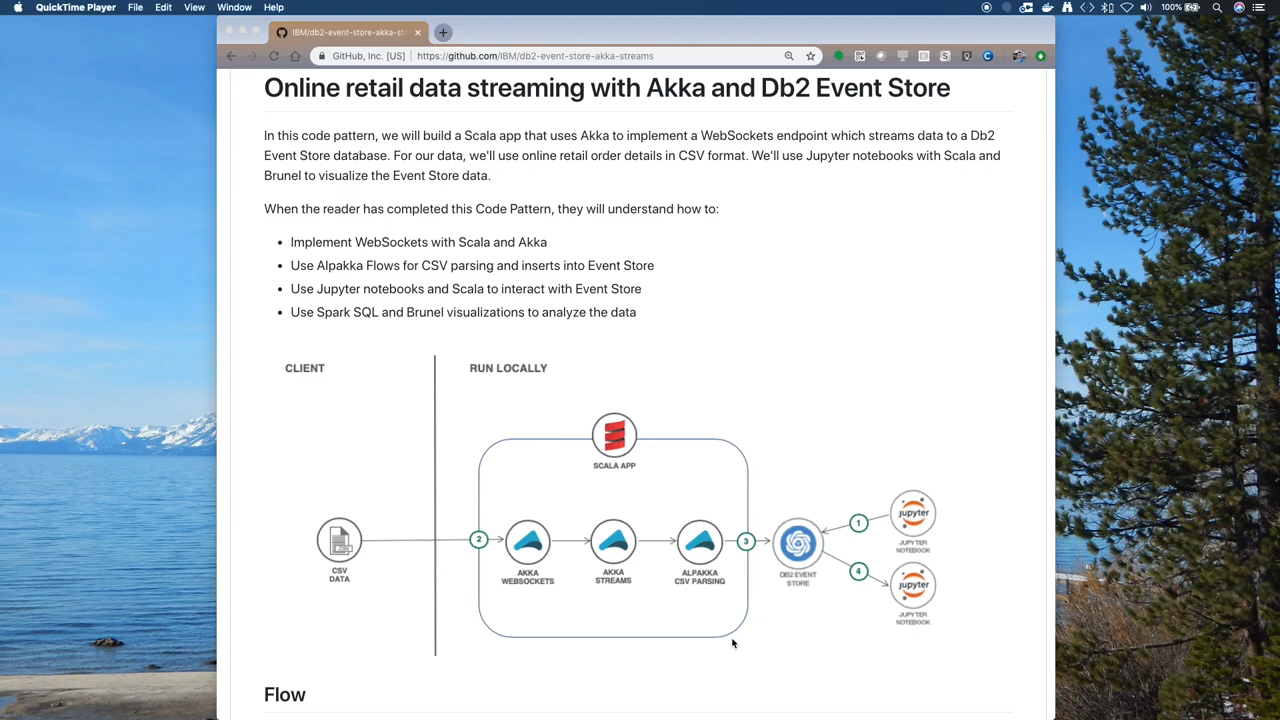 QuickTime Player File Edit View Window Help 100%
IBM/db2-event-store-akka-st
GitHub, Inc. [US] https://github.com/IBM/db2-event-store-akka-streams
Online retail data streaming with Akka and Db2 Event Store
In this code pattern, we will build a Scala app that uses Akka to implement a WebSockets endpoint which streams data to a Db2
Event Store database. For our data, we'll use online retail order details in CSV format. We'll use Jupyter notebooks with Scala and
Brunel to visualize the Event Store data.
When the reader has completed this Code Pattern, they will understand how to:
• Implement WebSockets with Scala and Akka
• Use Alpakka Flows for CSV parsing and inserts into Event Store
• Use Jupyter notebooks and Scala to interact with Event Store
• Use Spark SQL and Brunel visualizations to analyze the data
CLIENT
RUN LOCALLY
SCALA APP
CSV
DATA
2
AKKA
WEBSOCKETS
AKKA
STREAMS
ALPAKKA
CSV PARSING
3
DB2 EVENT
STORE
1
jupyter
JUPYTER
NOTEBOOK
4
jupyter
JUPYTER
NOTEBOOK
Flow